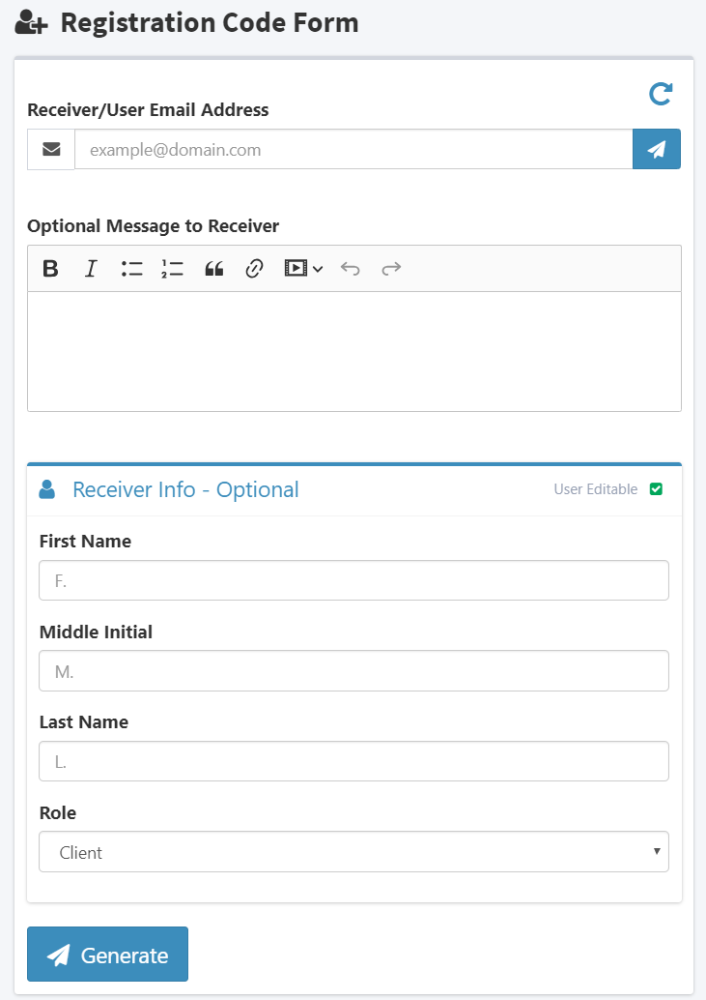 Registration Code Form
Receiver/User Email Address
example@domain.com
Optional Message to Receiver
B I
Receiver Info - Optional User Editable
First Name
F.
Middle Initial
M.
Last Name
L.
Role
Client
Generate